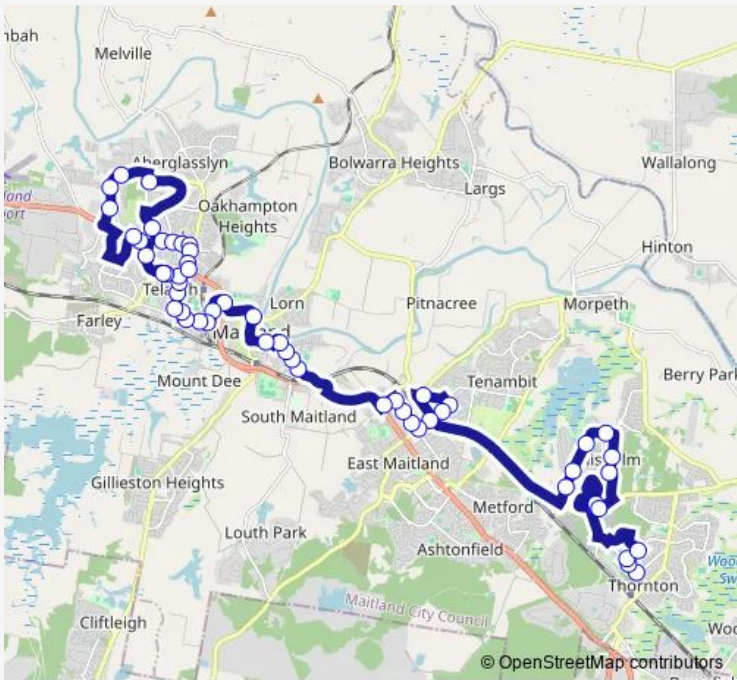 Melville
Aberglasslyn
Bolwarra Heights
Wallalong
Largs
Oakhampton
Heights
Hinton
Lorn
Pitnacree
Morpeth
Farley
Mount Dee
Tenambit
Berry Park
South Maitland
East Maitland
Gillieston Heights
Metford
Louth Park
Ashtonfield
Thornton
Maitland City Council
Cliftleigh
© OpenStreetMap contributors